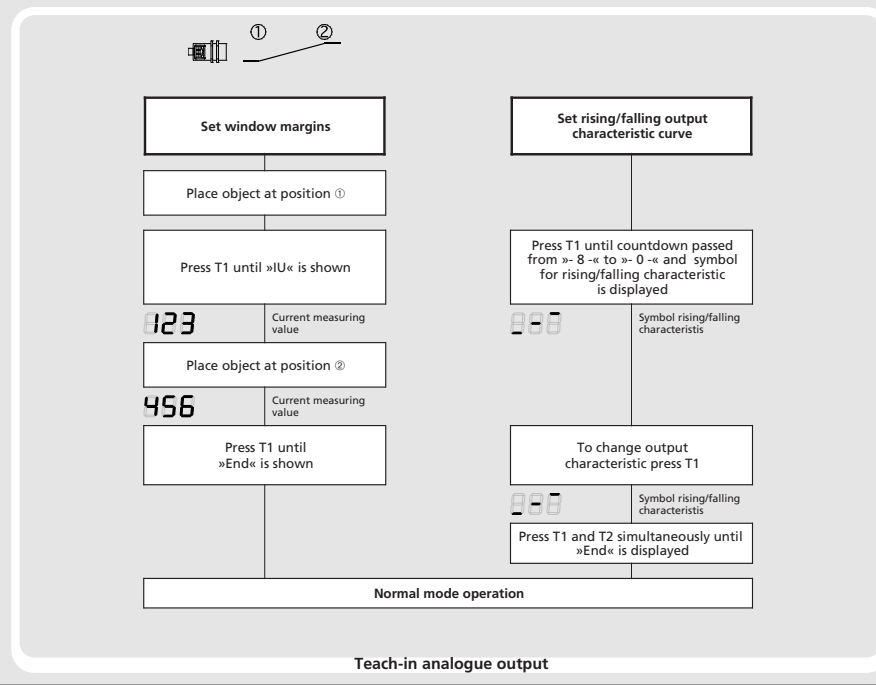 ① ②
Set window margins
Place object at position ①
Press T1 until »IU« is shown
123
Current measuring
value
Place object at position ②
456
Current measuring
value
Press T1 until
»End« is shown
Set rising/falling output
characteristic curve
Press T1 until countdown passed
from »- 8 -« to »- 0 -« and symbol
for rising/falling characteristic
is displayed
Symbol rising/falling
characteristis
To change output
characteristic press T1
Symbol rising/falling
characteristis
Press T1 and T2 simultaneously until
»End« is displayed
Normal mode operation
Teach-in analogue output